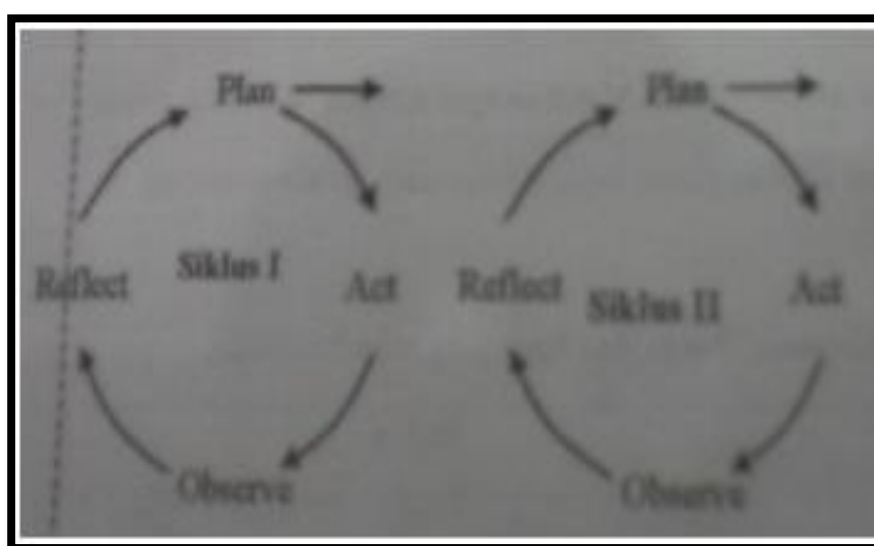 Plan
Reflect
Siklus I
Act
Observe
Plan
Reflect
Siklus II
Act
Observe